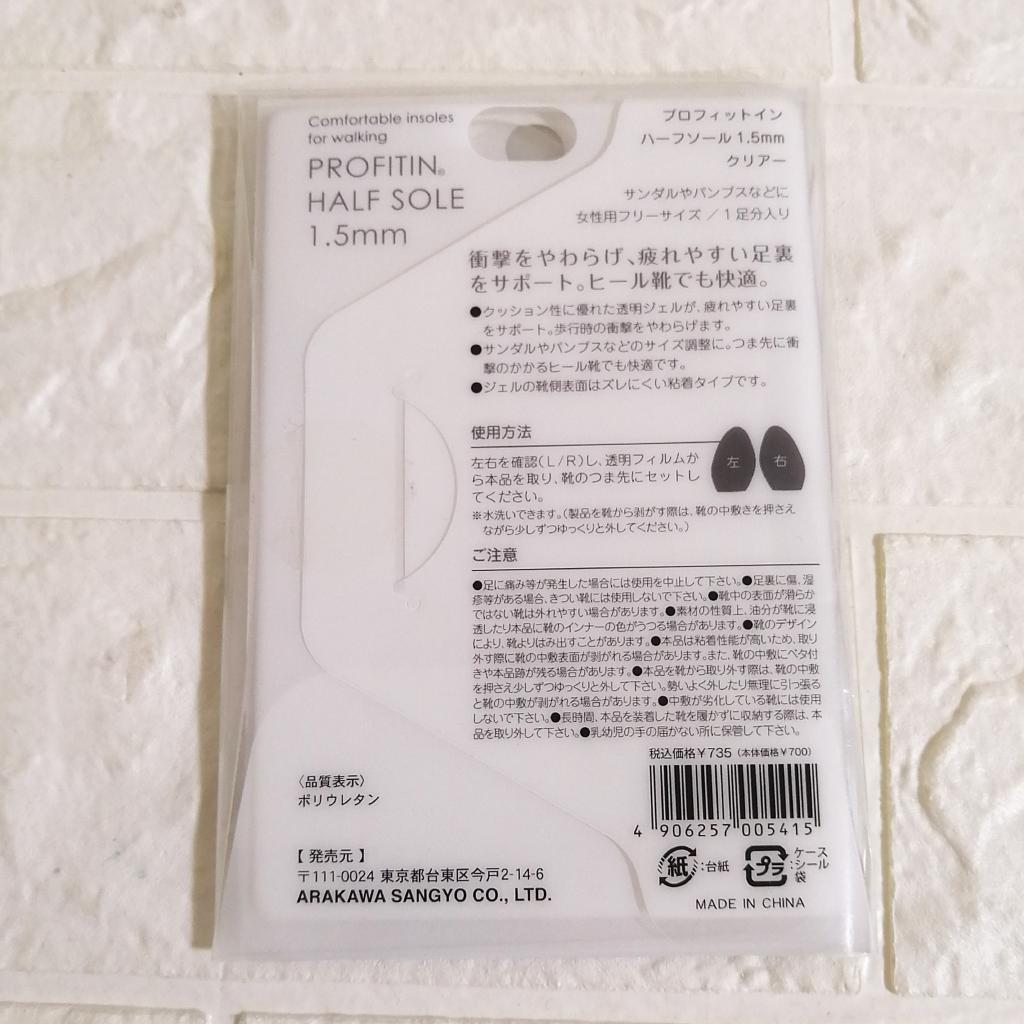 Comfortable insoles
for walking
PROFITIN®
HALF SOLE
1.5mm
プロフィットイン
ハーフソール 1.5mm
クリアー
サンダルやパンプスなどに
女性用フリーサイズ／1足分入り
衝撃をやわらげ、疲れやすい足裏
をサポート。ヒール靴でも快適。
●クッション性に優れた透明ジェルが、疲れやすい足裏
をサポート。歩行時の衝撃をやわらげます。
●サンダルやパンプスなどのサイズ調整に。つま先に衝
撃のかかるヒール靴でも快適です。
●ジェルの靴側表面はズレにくい粘着タイプです。
使用方法
左右を確認(L/R)し、透明フィルムか
ら本品を取り、靴のつま先にセットし
てください。
左 右
※水洗いできます。(製品を靴から剥がす際は、靴の中敷きを押さえ
ながら少しずつゆっくりと外してください。)
ご注意
●足に痛み等が発生した場合には使用を中止して下さい。●足裏に傷、湿
疹等がある場合、きつい靴には使用しないで下さい。●靴中の表面が滑らか
ではない靴は外れやすい場合があります。●素材の性質上、油分が靴に浸
透したり本品に靴のインナーの色がうつる場合があります。●靴のデザイン
により、靴よりはみ出すことがあります。●本品は粘着性能が高いため、取り
外す際に靴の中敷表面が剥がれる場合があります。また、靴の中敷にベタ付
きや本品跡が残る場合があります。●本品を靴から取り外す際は、靴の中敷
を押さえ少しずつゆっくりと外して下さい。勢いよく外したり無理に引っ張る
と靴の中敷が剥がれる場合があります。●中敷が劣化している靴には使用
しないで下さい。●長時間、本品を装着した靴を履かずに収納する際は、本
品を取り外して下さい。●乳幼児の手の届かない所に保管して下さい。
税込価格￥735（本体価格￥700）
4 906257 005415
紙 :台紙
プラ :ケース
シール
袋
MADE IN CHINA
〈品質表示〉
ポリウレタン
【 発売元 】
〒111-0024 東京都台東区今戸2-14-6
ARAKAWA SANGYO CO., LTD.